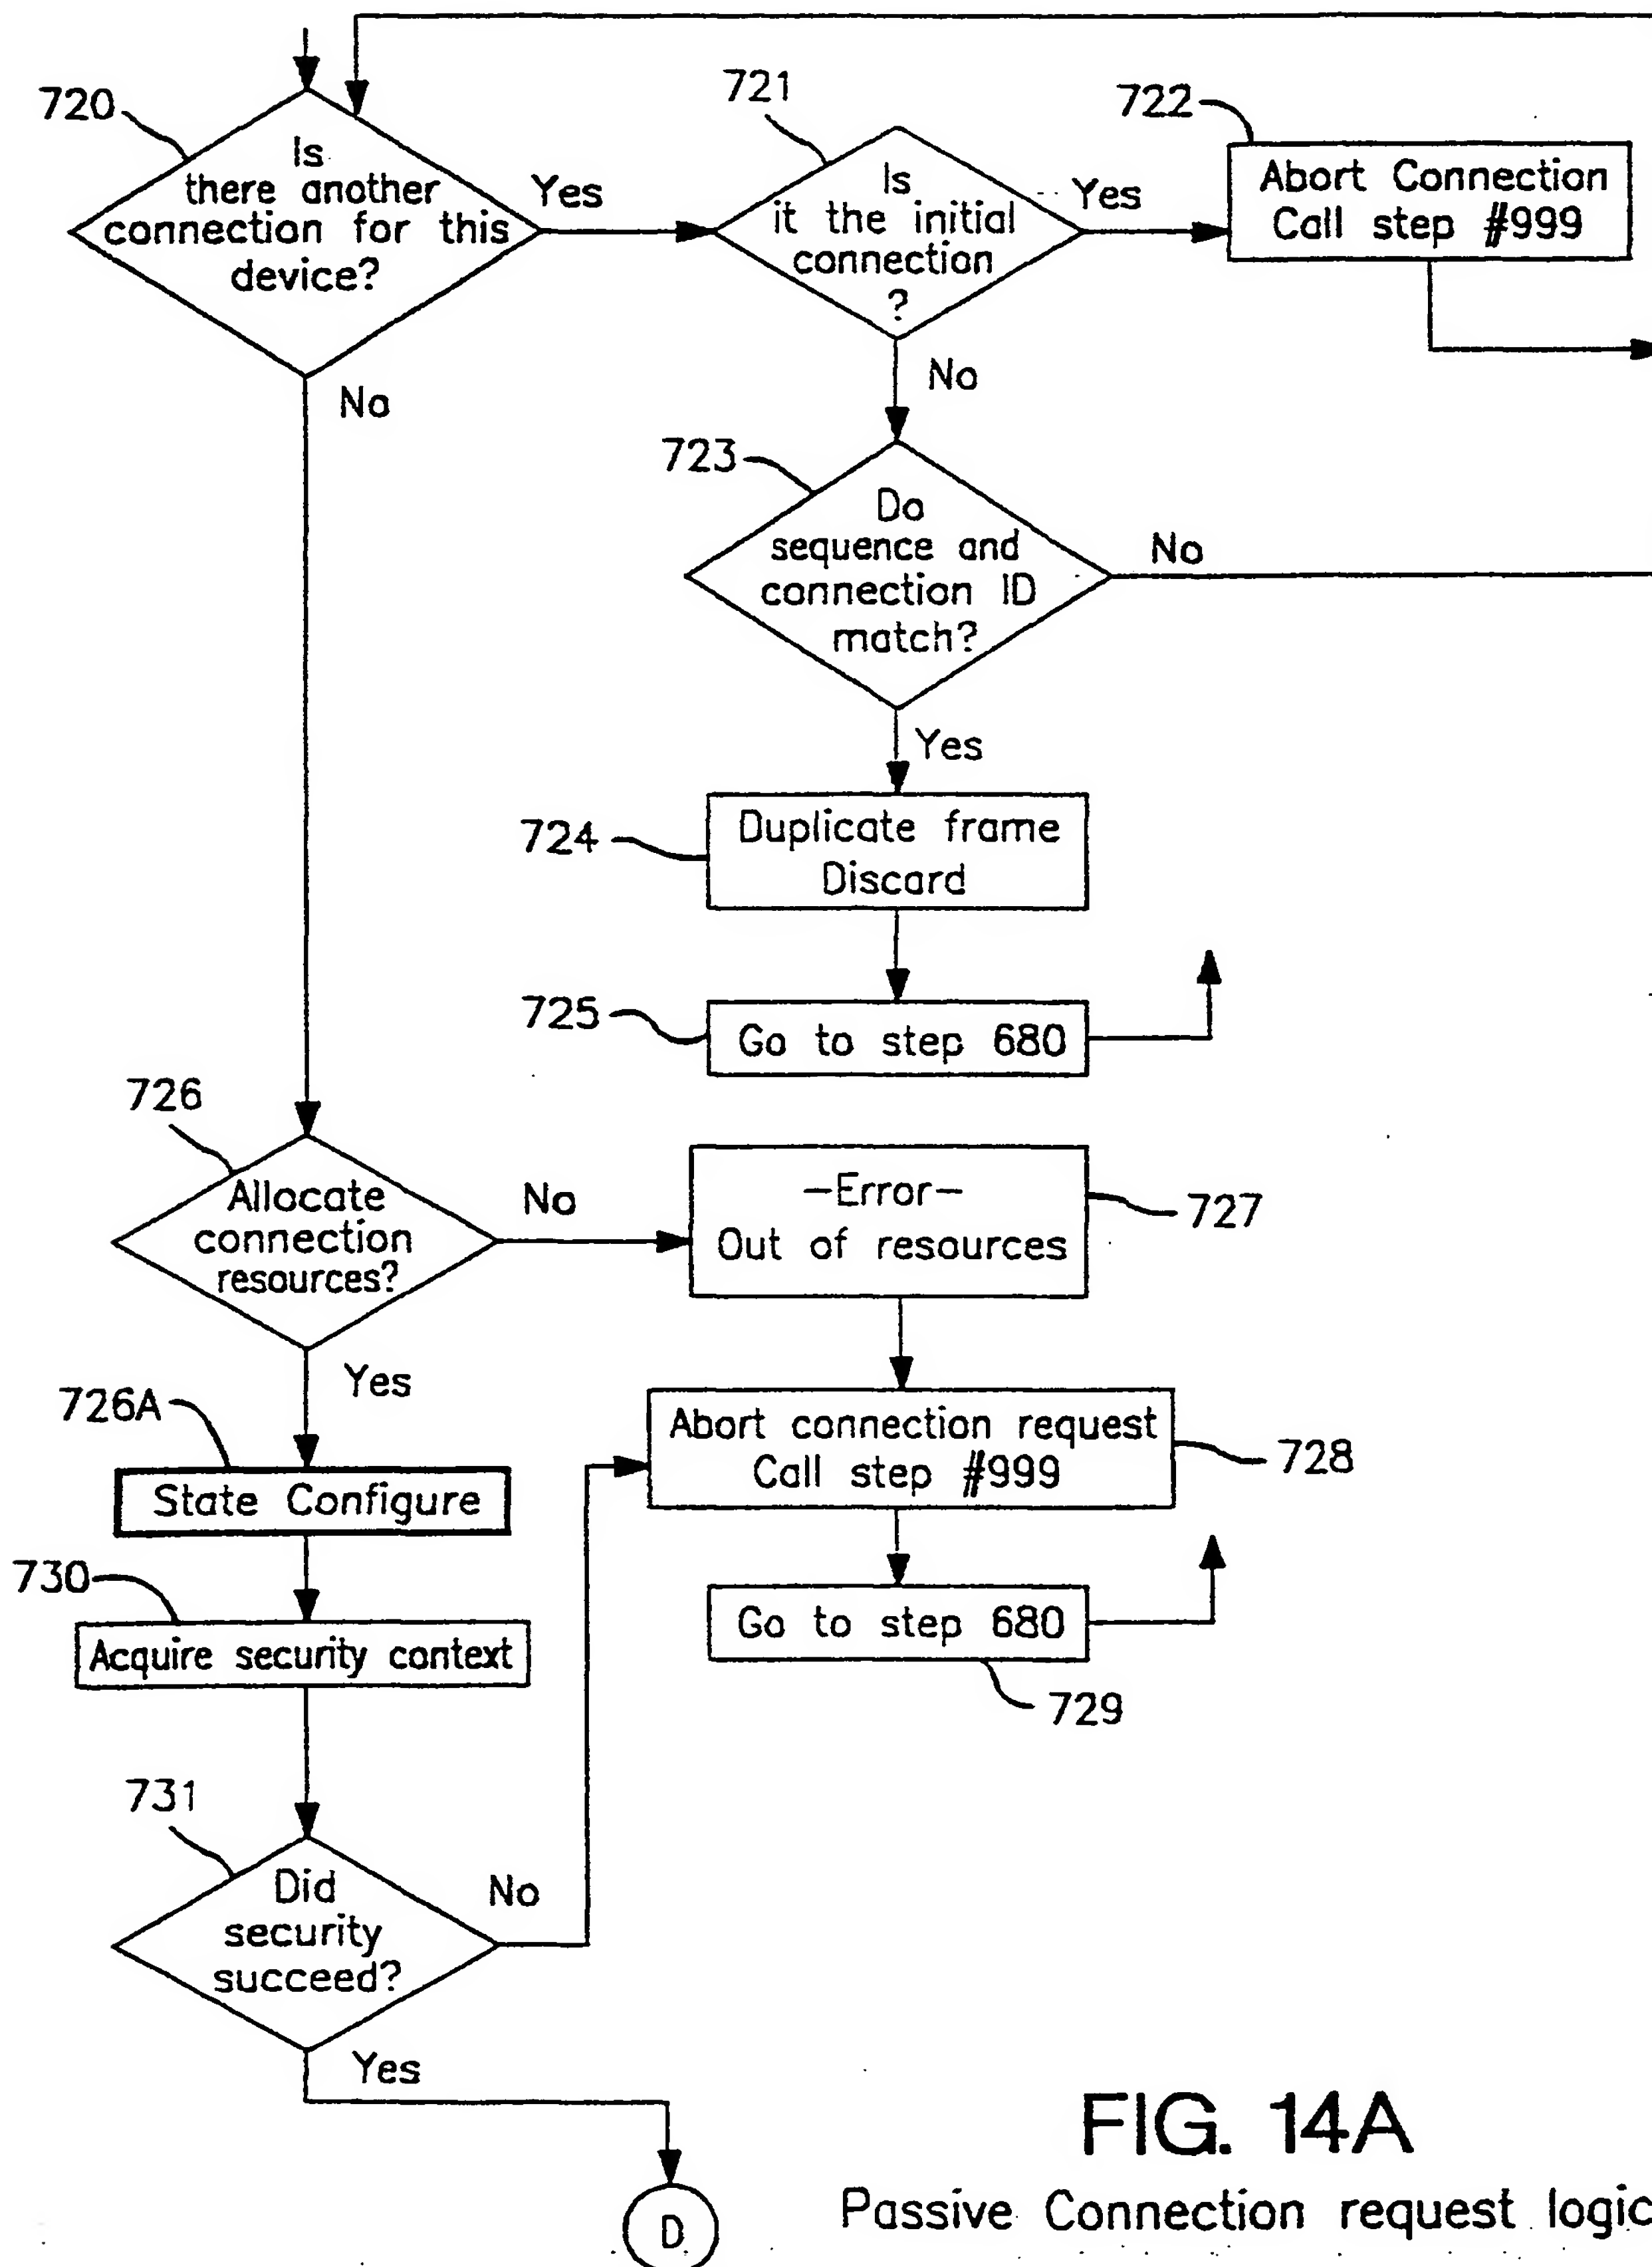 720
Is
there another
connection for this
device?
Yes
No
721
Is
it the initial
connection
?
Yes
No
722
Abort Connection
Call step #999
723
Do
sequence and
connection ID
match?
No
Yes
724
Duplicate frame
Discard
725
Go to step 680
726
Allocate
connection
resources?
No
Yes
-Error-
Out of resources
727
726A
State Configure
Abort connection request
Call step #999
728
730
Acquire security context
Go to step 680
729
731
Did
security
succeed?
No
Yes
D
FIG. 14A
Passive Connection request logic